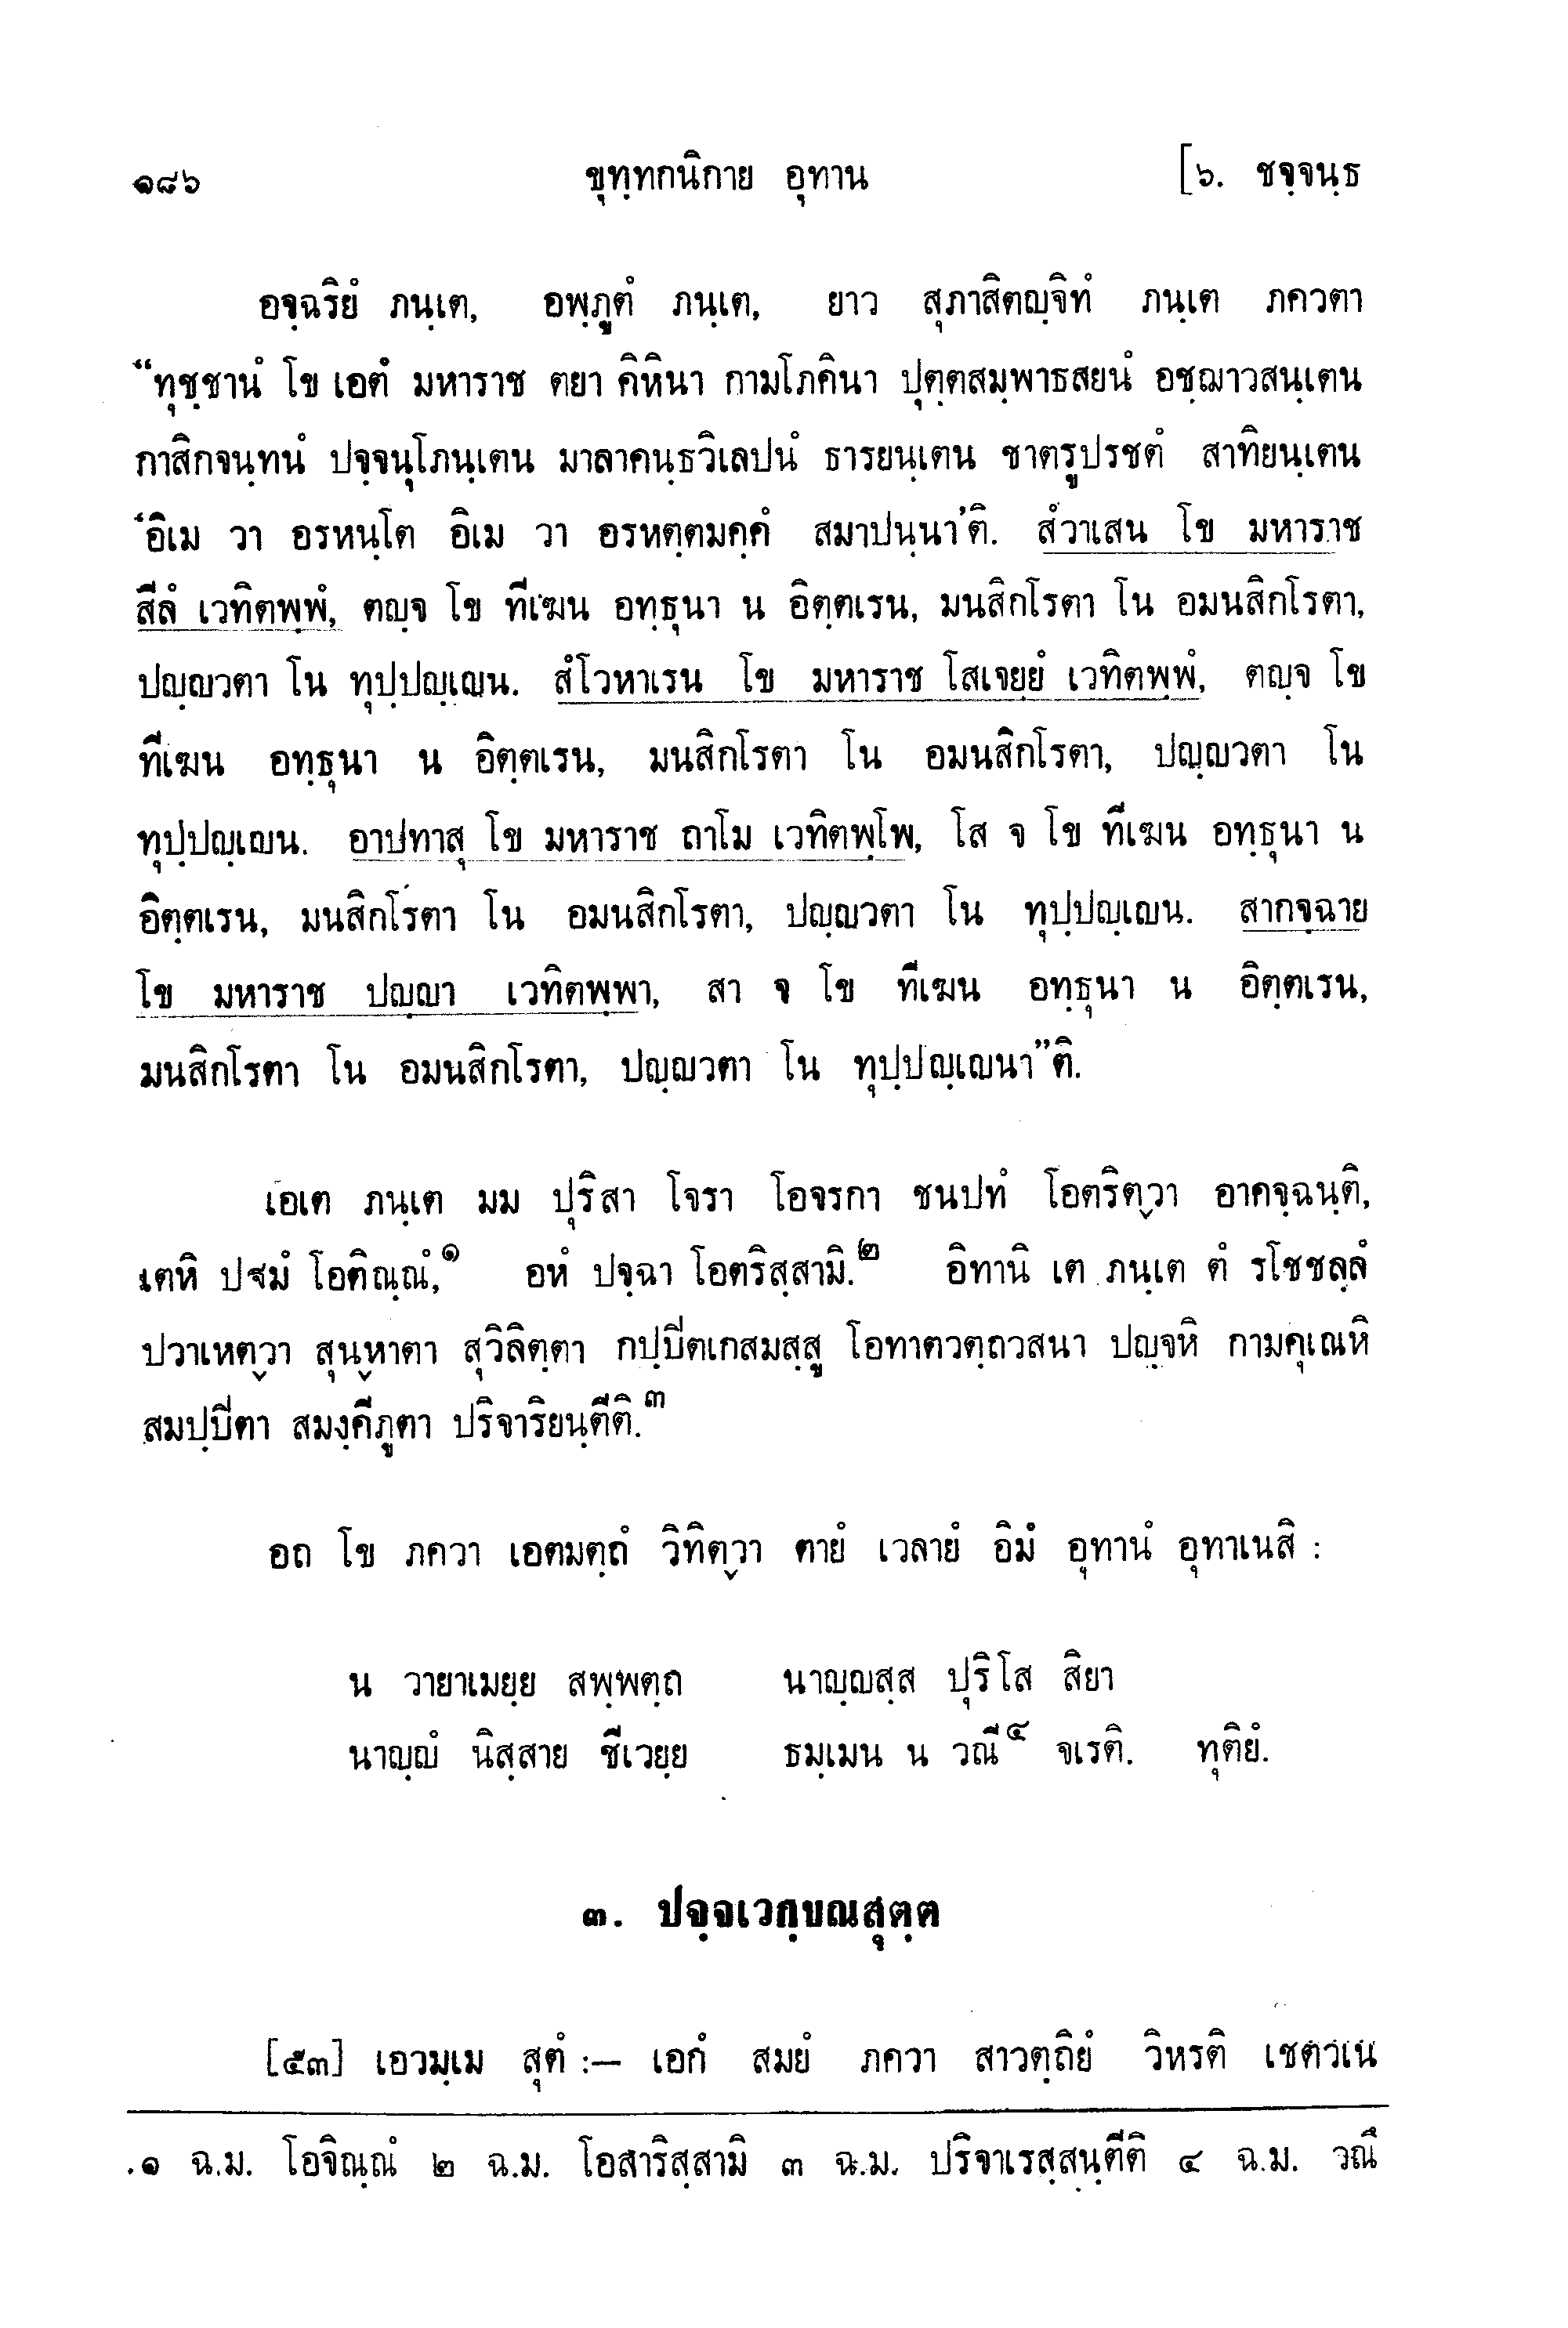 ๑๘๖ ขุทฺทกนิกาย อุทาน [๖. ชจฺจนฺธ
อจฺฉริยํ ภนฺเต, อพฺภูตํ ภนฺเต, ยาว สุภาสิตญฺจิทํ ภนฺเต ภควตา
“ทุชฺชานํ โข เอตํ มหาราช ตยา คิหินา กามโภคินา ปุตฺตสมฺพาธสยนํ อชฺฌาวสนฺเตน
กาสิกจนฺทนํ ปจฺจนุโภนฺเตน มาลาคนฺธวิเลปนํ ธารยนฺเตน ชาตรูปรชตํ สาทิยนฺเตน
‘อิเม วา อรหนฺโต อิเม วา อรหตฺตมคฺคํ สมาปนฺนา’ติ. สํวาเสน โข มหาราช
สีลํ เวทิตพฺพํ, ตญฺจ โข ทีเฆน อทฺธุนา น อิตฺตเรน, มนสิกโรตา โน อมนสิกโรตา,
ปญฺญวตา โน ทุปฺปญฺเญน. สํโวหาเรน โข มหาราช โสเจยฺยํ เวทิตพฺพํ, ตญฺจ โข
ทีเฆน อทฺธุนา น อิตฺตเรน, มนสิกโรตา โน อมนสิกโรตา, ปญฺญวตา โน
ทุปฺปญฺเญน. อาปทาสุ โข มหาราช ถาโม เวทิตพฺโพ, โส จ โข ทีเฆน อทฺธุนา น
อิตฺตเรน, มนสิกโรตา โน อมนสิกโรตา, ปญฺญวตา โน ทุปฺปญฺเญน. สากจฺฉาย
โข มหาราช ปญฺญา เวทิตพฺพา, สา จ โข ทีเฆน อทฺธุนา น อิตฺตเรน,
มนสิกโรตา โน อมนสิกโรตา, ปญฺญวตา โน ทุปฺปญฺเญนา”ติ.
เอเต ภนฺเต มม ปุริสา โจรา โอจรกา ชนปทํ โอตริตฺวา อาคจฺฉนฺติ,
เตหิ ปฐมํ โอติณฺณํ,๑ อหํ ปจฺฉา โอตริสฺสามิ.๒ อิทานิ เต ภนฺเต ตํ รโชชลฺลํ
ปวาเหตฺวา สุนฺหาตา สุวิลิตฺตา กปฺปิตเกสมสฺสู โอทาตวตฺถวสนา ปญฺจหิ กามคุเณหิ
สมปฺปิตา สมงฺคีภูตา ปริจาริยนฺตีติ.๓
อถ โข ภควา เอตมตฺถํ วิทิตฺวา ตายํ เวลายํ อิมํ อุทานํ อุทาเนสิ :
น วายาเมยฺย สพฺพตฺถ นาญฺญสฺส ปุริโส สิยา
นาญฺญํ นิสฺสาย ชีเวยฺย ธมฺเมน น วณี๔ จเรติ. ทุติยํ.
๓. ปจฺจเวกฺขณสุตฺต
[๕๓] เอวมฺเม สุตํ :— เอกํ สมยํ ภควา สาวตฺถิยํ วิหรติ เชตวเน
๑ ฉ.ม. โอจิณฺณํ ๒ ฉ.ม. โอสาริสฺสามิ ๓ ฉ.ม. ปริจาเรสฺสนฺตีติ ๔ ฉ.ม. วณึ